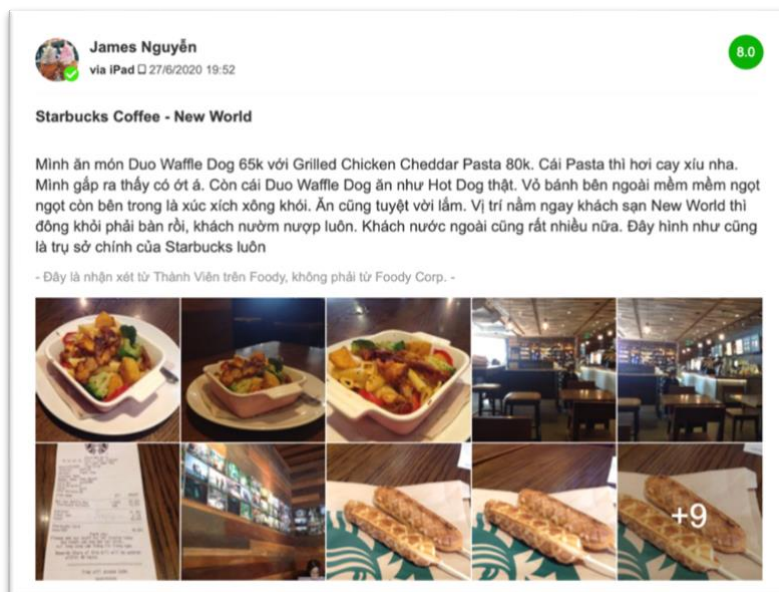 James Nguyễn
8.0
via iPad 27/6/2020 19:52
Starbucks Coffee - New World
Mình ăn món Duo Waffle Dog 65k với Grilled Chicken Cheddar Pasta 80k. Cái Pasta thì hơi cay xíu nha.
Mình gắp ra thấy có ớt á. Còn cái Duo Waffle Dog ăn như Hot Dog thật. Vỏ bánh bên ngoài mềm mềm ngọt
ngọt còn bên trong là xúc xích xông khói. Ăn cũng tuyệt vời lắm. Vị trí nằm ngay khách sạn New World thì
đông khỏi phải bàn rồi, khách nườm nượp luôn. Khách nước ngoài cũng rất nhiều nữa. Đây hình như cũng
là trụ sở chính của Starbucks luôn
- Đây là nhận xét từ Thành Viên trên Foody, không phải từ Foody Corp. -
+9